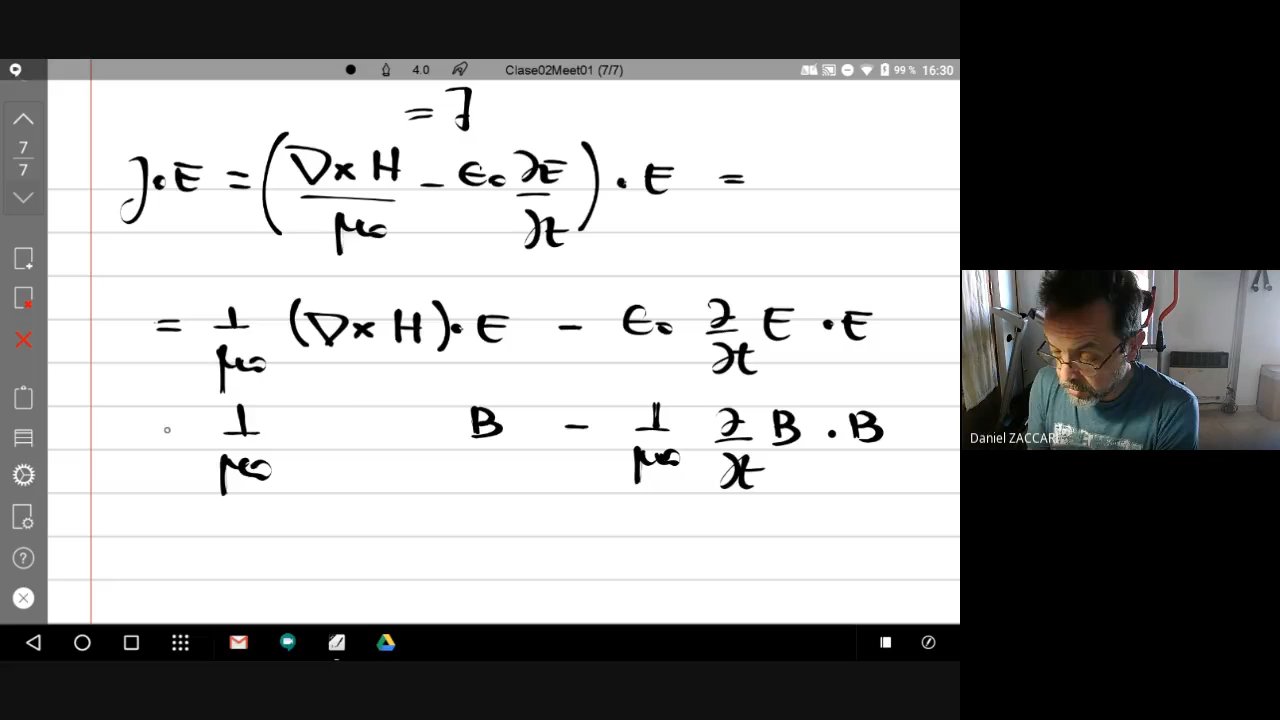 4.0 Clase02Meet01 (7/7) 99 % 16:30
= J
7
7
J·E = (∇×H/μ₀ − ε₀ ∂E/∂t)·E =
= 1/μ₀ (∇×H)·E − ε₀ ∂/∂t E·E
1/μ₀ B − 1/μ₀ ∂/∂t B·B
Daniel ZACCARI